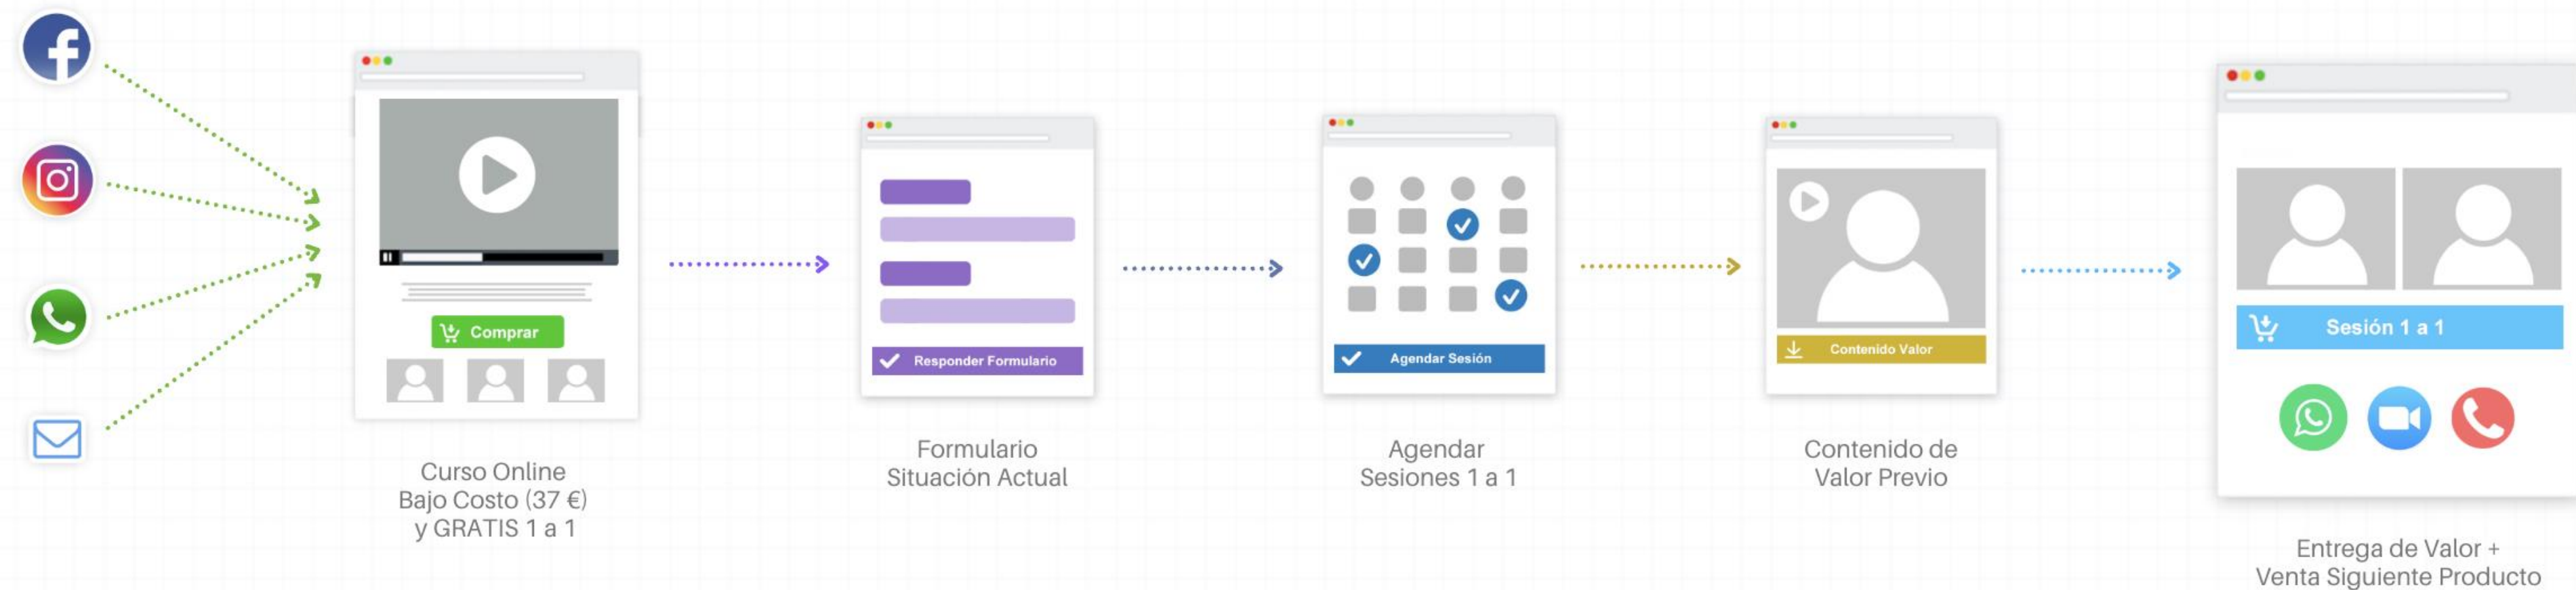 Comprar
Curso Online
Bajo Costo (37 €)
y GRATIS 1 a 1
Responder Formulario
Formulario
Situación Actual
Agendar Sesión
Agendar
Sesiones 1 a 1
Contenido Valor
Contenido de
Valor Previo
Sesión 1 a 1
Entrega de Valor +
Venta Siguiente Producto